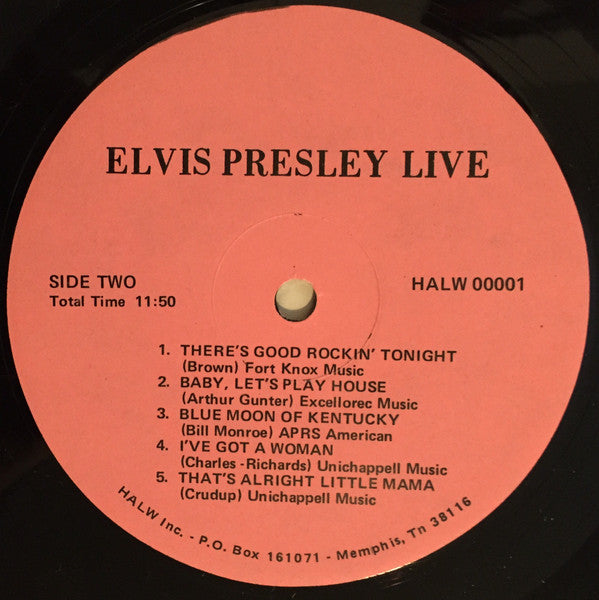 ELVIS PRESLEY LIVE
SIDE TWO
Total Time 11:50
HALW 00001
1. THERE'S GOOD ROCKIN' TONIGHT
(Brown) Fort Knox Music
2. BABY, LET'S PLAY HOUSE
(Arthur Gunter) Excellorec Music
3. BLUE MOON OF KENTUCKY
(Bill Monroe) APRS American
4. I'VE GOT A WOMAN
(Charles -Richards) Unichappell Music
5. THAT'S ALRIGHT LITTLE MAMA
(Crudup) Unichappell Music
HALW Inc. - P.O. Box 161071 - Memphis, Tn 38116